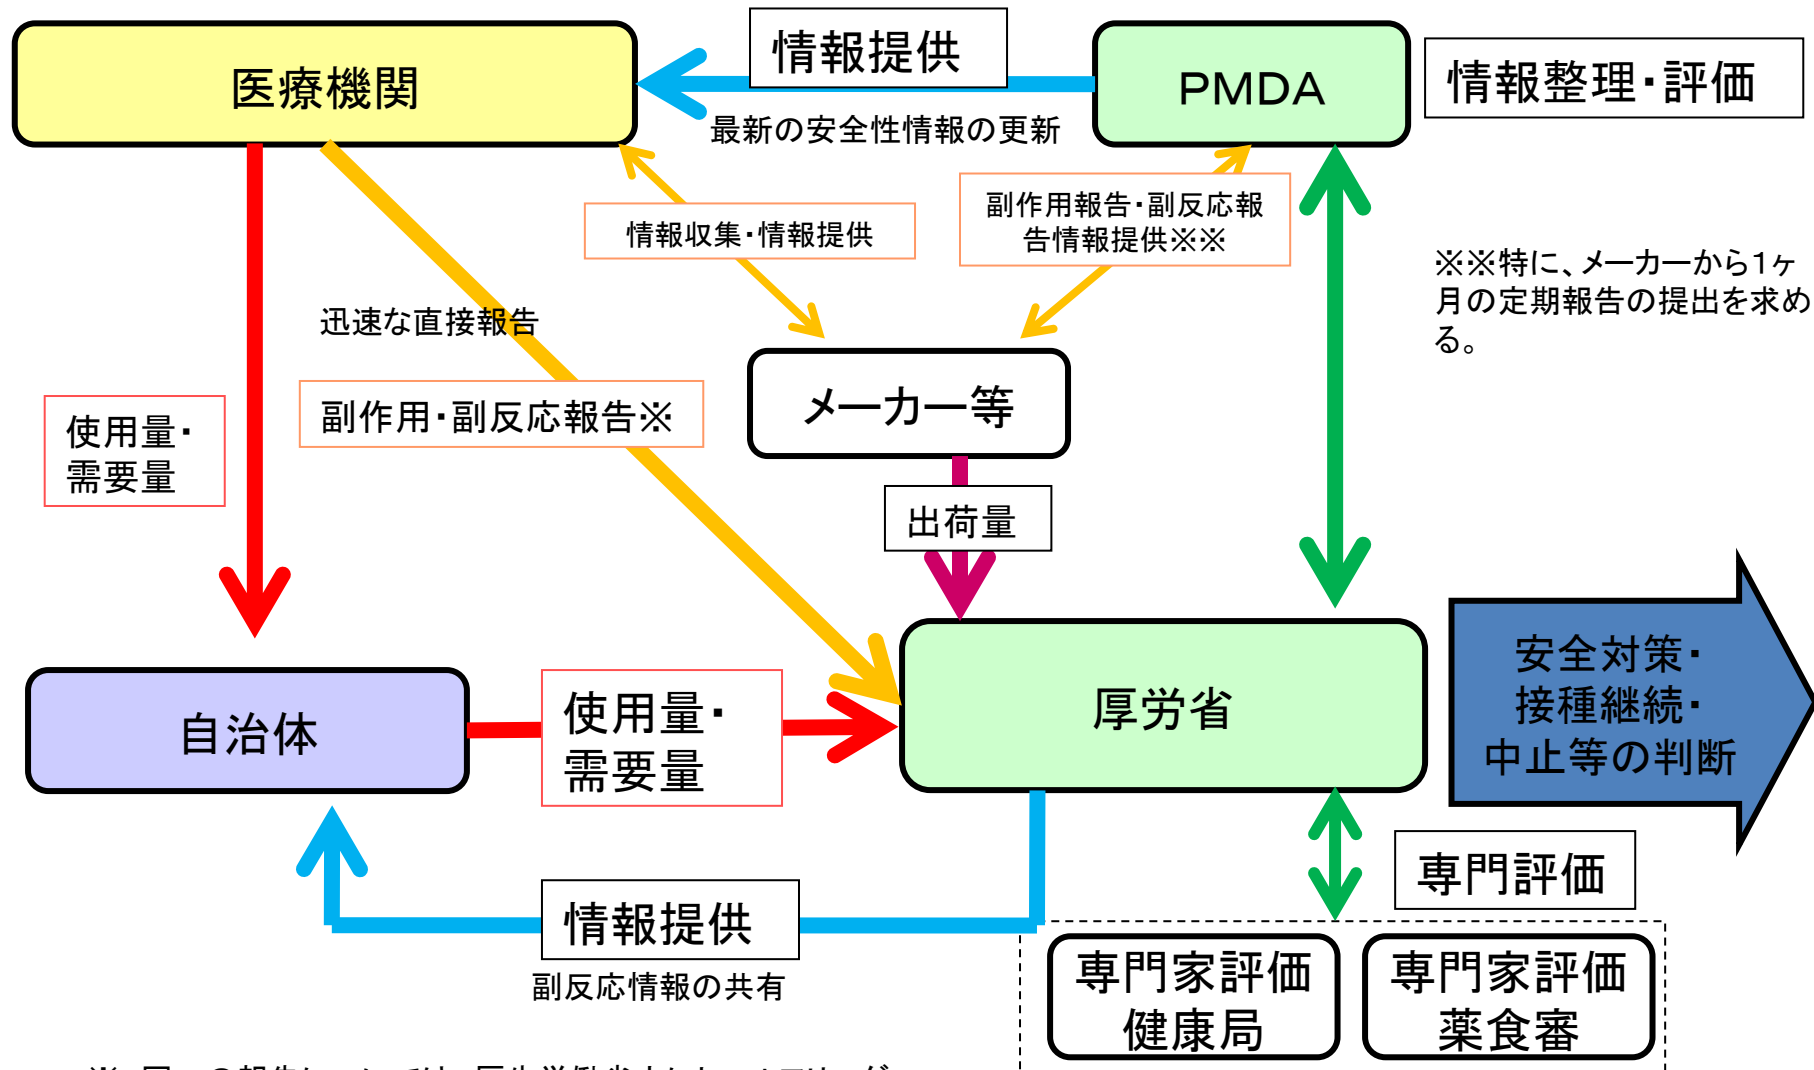 医療機関
情報提供
最新の安全性情報の更新
PMDA
情報整理・評価
情報収集・情報提供
副作用報告・副反応報
告情報提供※※
※※特に、メーカーから1ヶ
月の定期報告の提出を求め
る。
迅速な直接報告
副作用・副反応報告※
メーカー等
使用量・
需要量
出荷量
自治体
使用量・
需要量
厚労省
安全対策・
接種継続・
中止等の判断
専門評価
情報提供
副反応情報の共有
専門家評価
健康局
専門家評価
薬食審